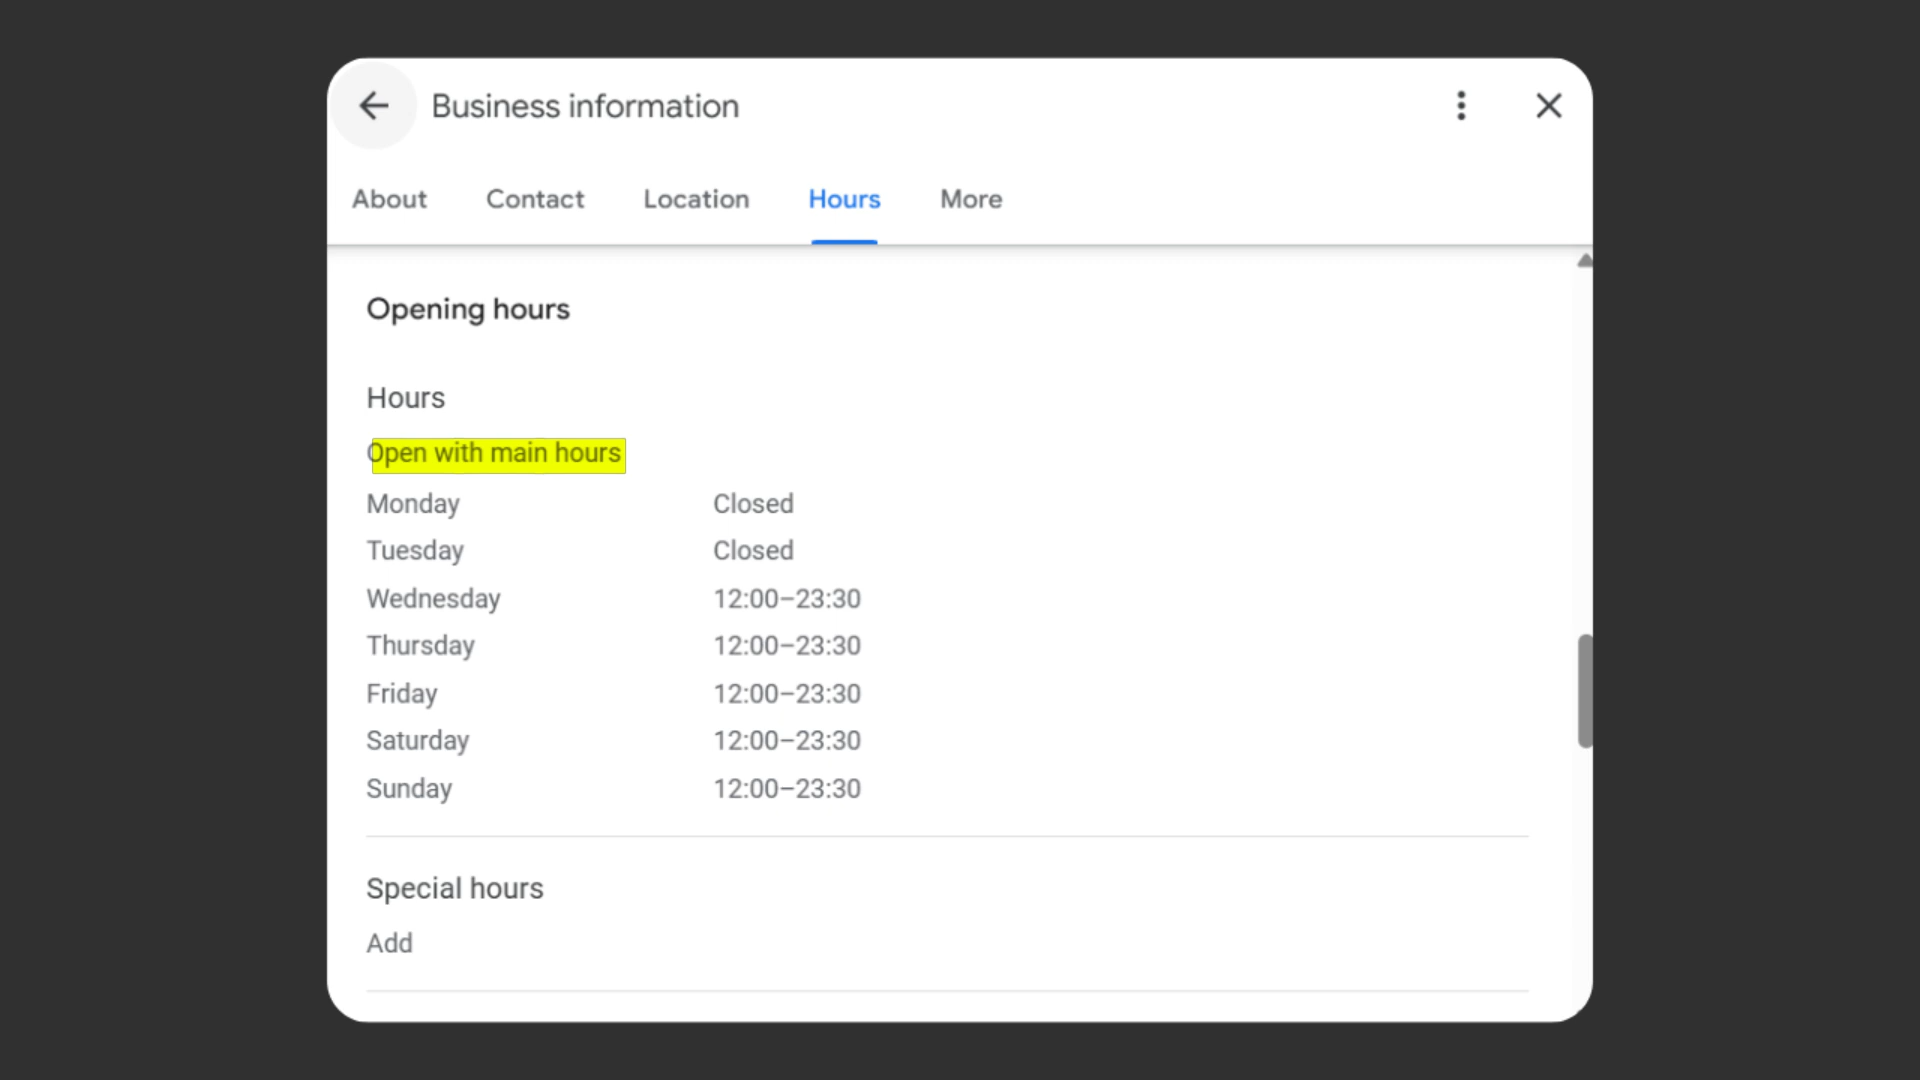 Business information
About Contact Location Hours More
Opening hours
Hours
Open with main hours
Monday Closed
Tuesday Closed
Wednesday 12:00–23:30
Thursday 12:00–23:30
Friday 12:00–23:30
Saturday 12:00–23:30
Sunday 12:00–23:30
Special hours
Add